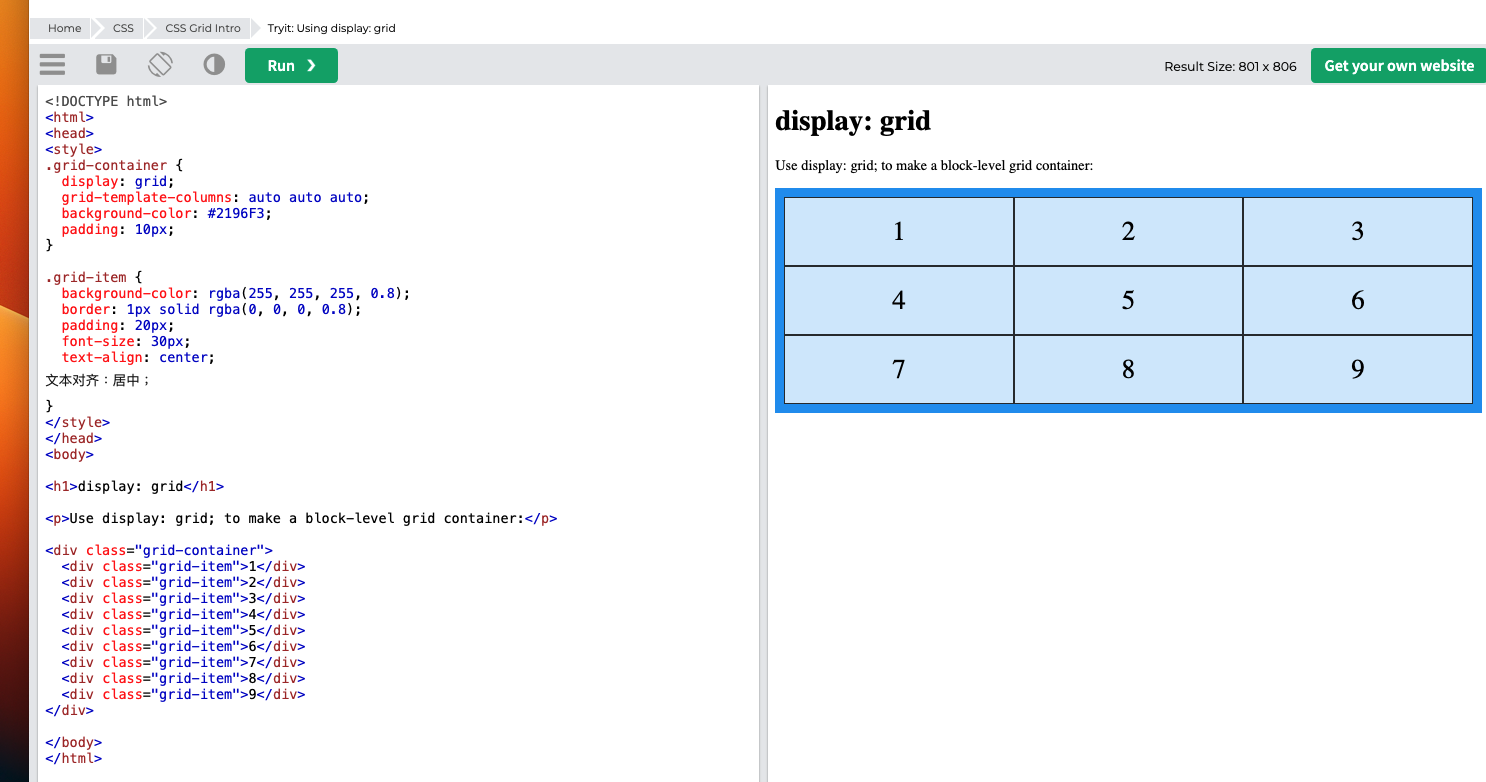 Home CSS CSS Grid Intro Tryit: Using display: grid
Run ❯ Result Size: 801 x 806 Get your own website
<!DOCTYPE html>
<html>
<head>
<style>
.grid-container {
  display: grid;
  grid-template-columns: auto auto auto;
  background-color: #2196F3;
  padding: 10px;
}
.grid-item {
  background-color: rgba(255, 255, 255, 0.8);
  border: 1px solid rgba(0, 0, 0, 0.8);
  padding: 20px;
  font-size: 30px;
  text-align: center;
文本对齐：居中；
}
</style>
</head>
<body>
<h1>display: grid</h1>
<p>Use display: grid; to make a block-level grid container:</p>
<div class="grid-container">
  <div class="grid-item">1</div>
  <div class="grid-item">2</div>
  <div class="grid-item">3</div>
  <div class="grid-item">4</div>
  <div class="grid-item">5</div>
  <div class="grid-item">6</div>
  <div class="grid-item">7</div>
  <div class="grid-item">8</div>
  <div class="grid-item">9</div>
</div>
</body>
</html>
display: grid
Use display: grid; to make a block-level grid container:
1 2 3
4 5 6
7 8 9